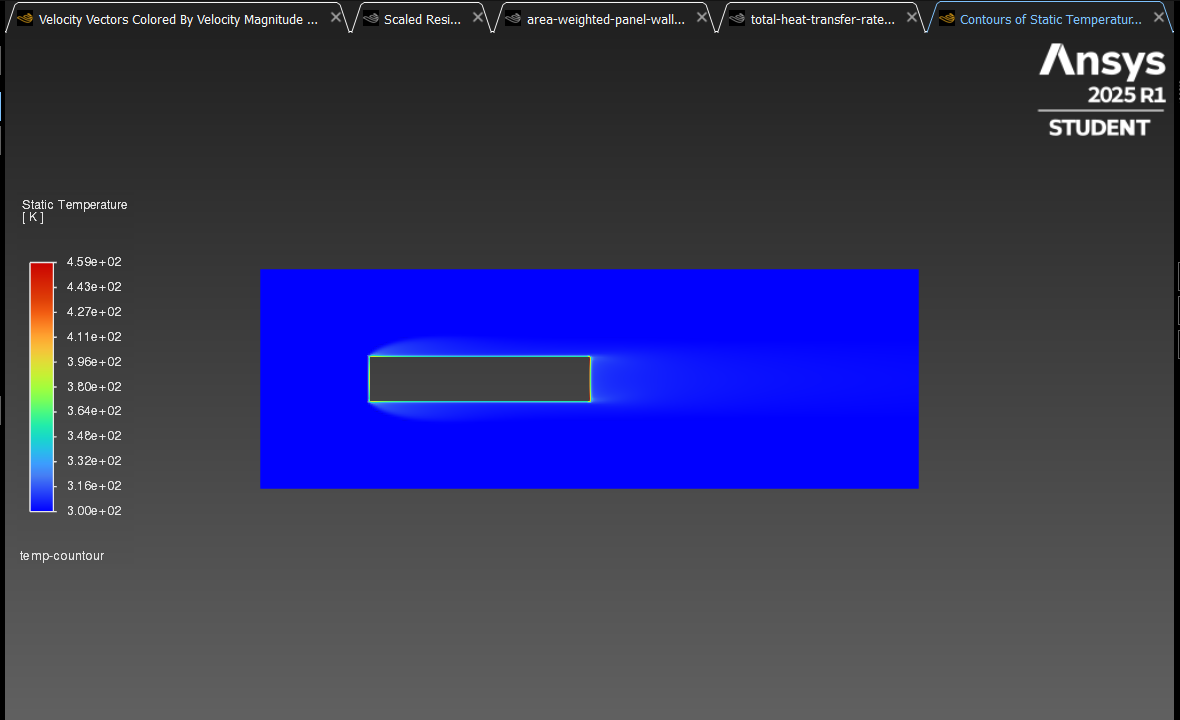 Velocity Vectors Colored By Velocity Magnitude ...
Scaled Resi...
area-weighted-panel-wall...
total-heat-transfer-rate...
Contours of Static Temperatur...
Ansys
2025 R1
STUDENT
Static Temperature
[ K ]
4.59e+02
4.43e+02
4.27e+02
4.11e+02
3.96e+02
3.80e+02
3.64e+02
3.48e+02
3.32e+02
3.16e+02
3.00e+02
temp-countour